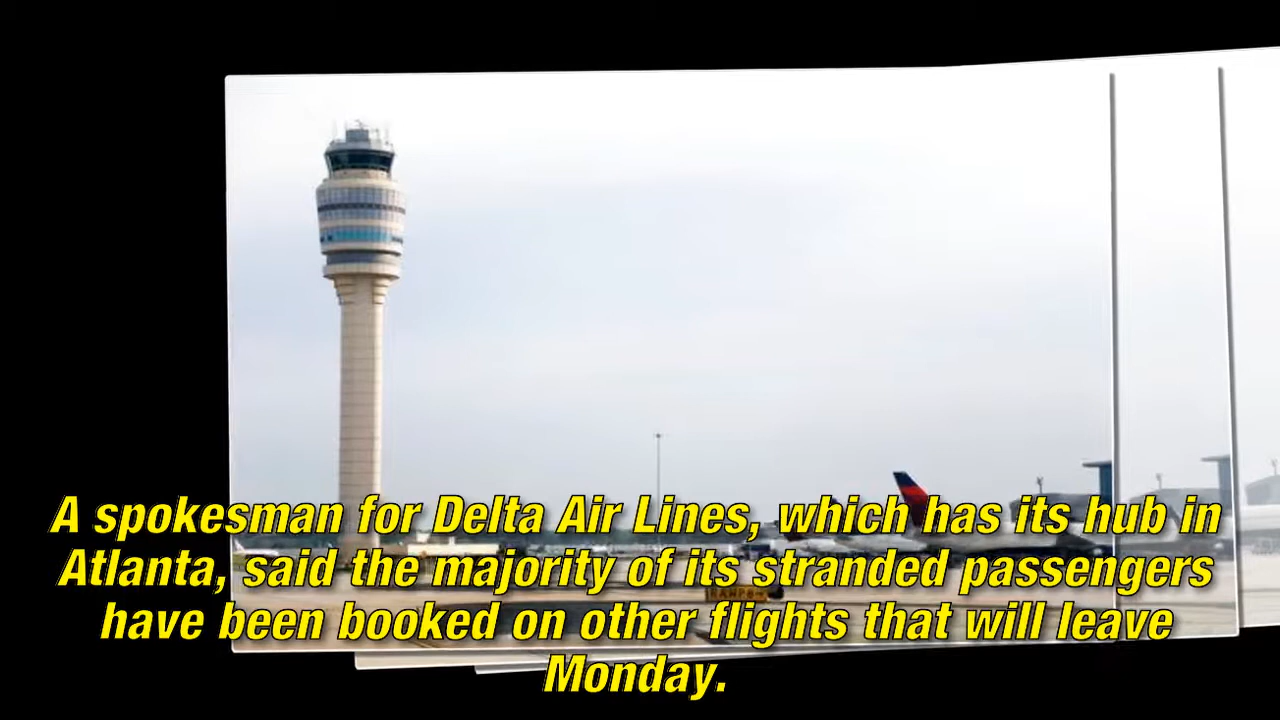 A spokesman for Delta Air Lines, which has its hub in
Atlanta, said the majority of its stranded passengers
have been booked on other flights that will leave
Monday.